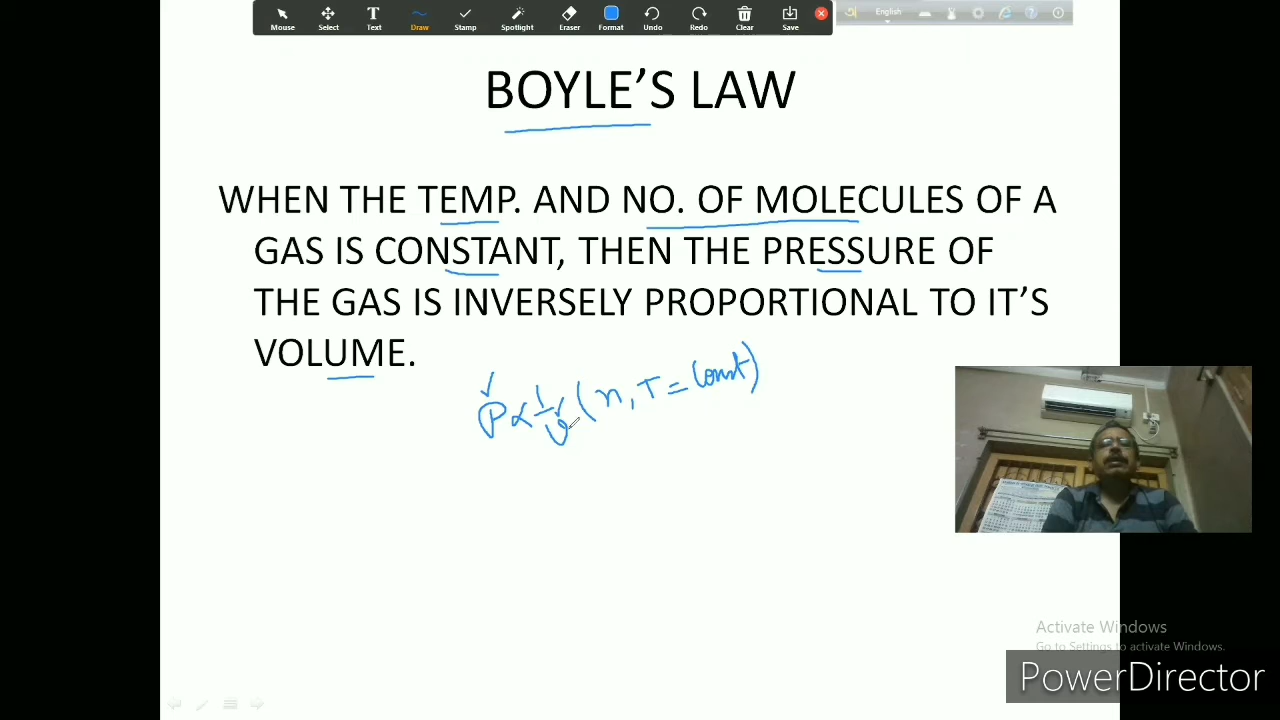 Mouse Select Text Draw Stamp Spotlight Eraser Format Undo Redo Clear Save
English
BOYLE’S LAW
WHEN THE TEMP. AND NO. OF MOLECULES OF A
GAS IS CONSTANT, THEN THE PRESSURE OF
THE GAS IS INVERSELY PROPORTIONAL TO IT’S
VOLUME.
P ∝ 1/V (n, T = Const)
Activate Windows
Go to Settings to activate Windows.
PowerDirector